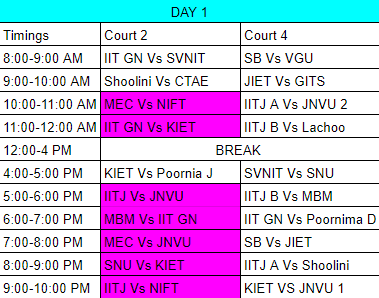 DAY 1
Timings Court 2 Court 4
8:00-9:00 AM IIT GN Vs SVNIT SB Vs VGU
9:00-10:00 AM Shoolini Vs CTAE JIET Vs GITS
10:00-11:00 AM MEC Vs NIFT IITJ A Vs JNVU 2
11:00-12:00 AM IIT GN Vs KIET IITJ B Vs Lachoo
12:00-4 PM BREAK
4:00-5:00 PM KIET Vs Poornia J SVNIT Vs SNU
5:00-6:00 PM IITJ Vs JNVU IITJ B Vs MBM
6:00-7:00 PM MBM Vs IIT GN IIT GN Vs Poornima D
7:00-8:00 PM MEC Vs JNVU SB Vs JIET
8:00-9:00 PM SNU Vs KIET IITJ A Vs Shoolini
9:00-10:00 PM IITJ Vs NIFT KIET Vs JNVU 1